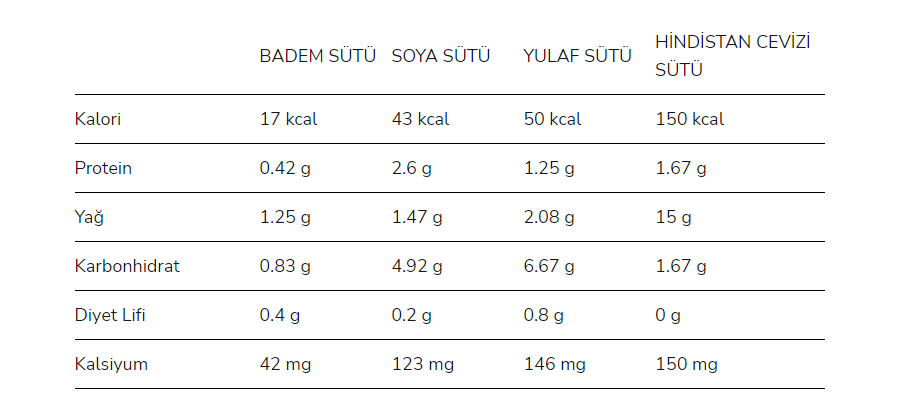 BADEM SÜTÜ SOYA SÜTÜ YULAF SÜTÜ HİNDİSTAN CEVİZİ SÜTÜ
Kalori 17 kcal 43 kcal 50 kcal 150 kcal
Protein 0.42 g 2.6 g 1.25 g 1.67 g
Yağ 1.25 g 1.47 g 2.08 g 15 g
Karbonhidrat 0.83 g 4.92 g 6.67 g 1.67 g
Diyet Lifi 0.4 g 0.2 g 0.8 g 0 g
Kalsiyum 42 mg 123 mg 146 mg 150 mg